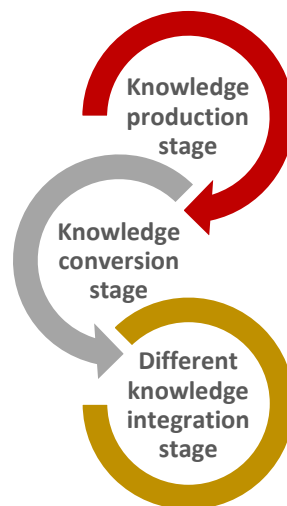 Knowledge
production
stage
Knowledge
conversion
stage
Different
knowledge
integration
stage